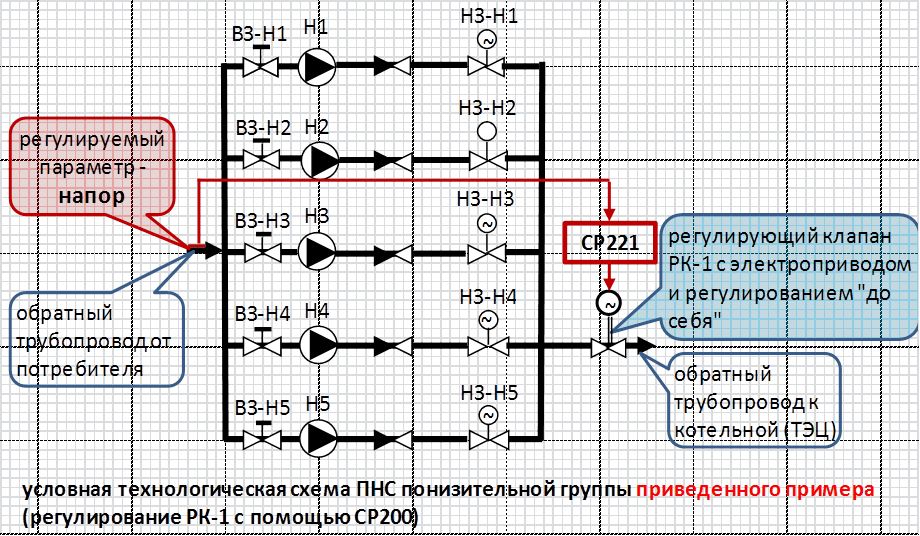 Н1
ВЗ-Н1
НЗ-Н1
ВЗ-Н2
Н2
НЗ-Н2
регулируемый
параметр -
напор
ВЗ-Н3
Н3
НЗ-Н3
СР221
регулирующий клапан
РК-1 с электроприводом
и регулированием "до
себя"
обратный
трубопровод от
потребителя
ВЗ-Н4
Н4
НЗ-Н4
обратный
трубопровод к
котельной (ТЭЦ)
ВЗ-Н5
Н5
НЗ-Н5
~
~
~
~
~
условная технологическая схема ПНС понизительной группы приведенного примера
(регулирование РК-1 с помощью СР200)